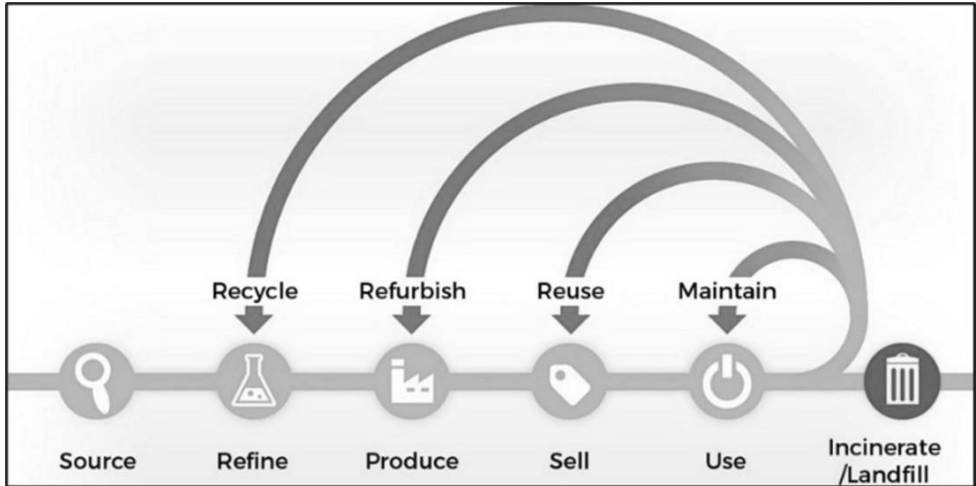 Recycle Refurbish Reuse Maintain
Source Refine Produce Sell Use Incinerate
/Landfill